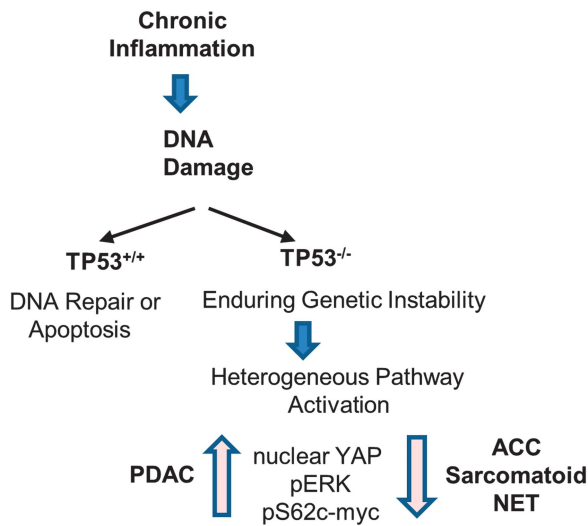 Chronic
Inflammation
DNA
Damage
TP53+/+
TP53-/-
DNA Repair or
Apoptosis
Enduring Genetic Instability
Heterogeneous Pathway
Activation
PDAC
nuclear YAP
pERK
pS62c-myc
ACC
Sarcomatoid
NET